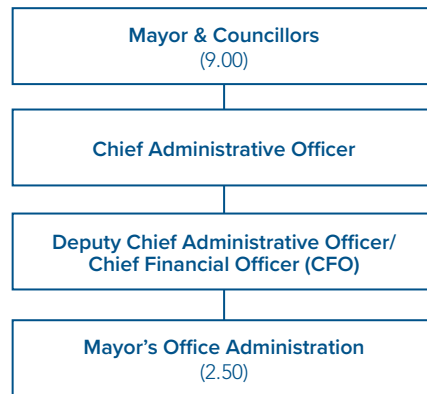 Mayor & Councillors
(9.00)
Chief Administrative Officer
Deputy Chief Administrative Officer/
Chief Financial Officer (CFO)
Mayor’s Office Administration
(2.50)